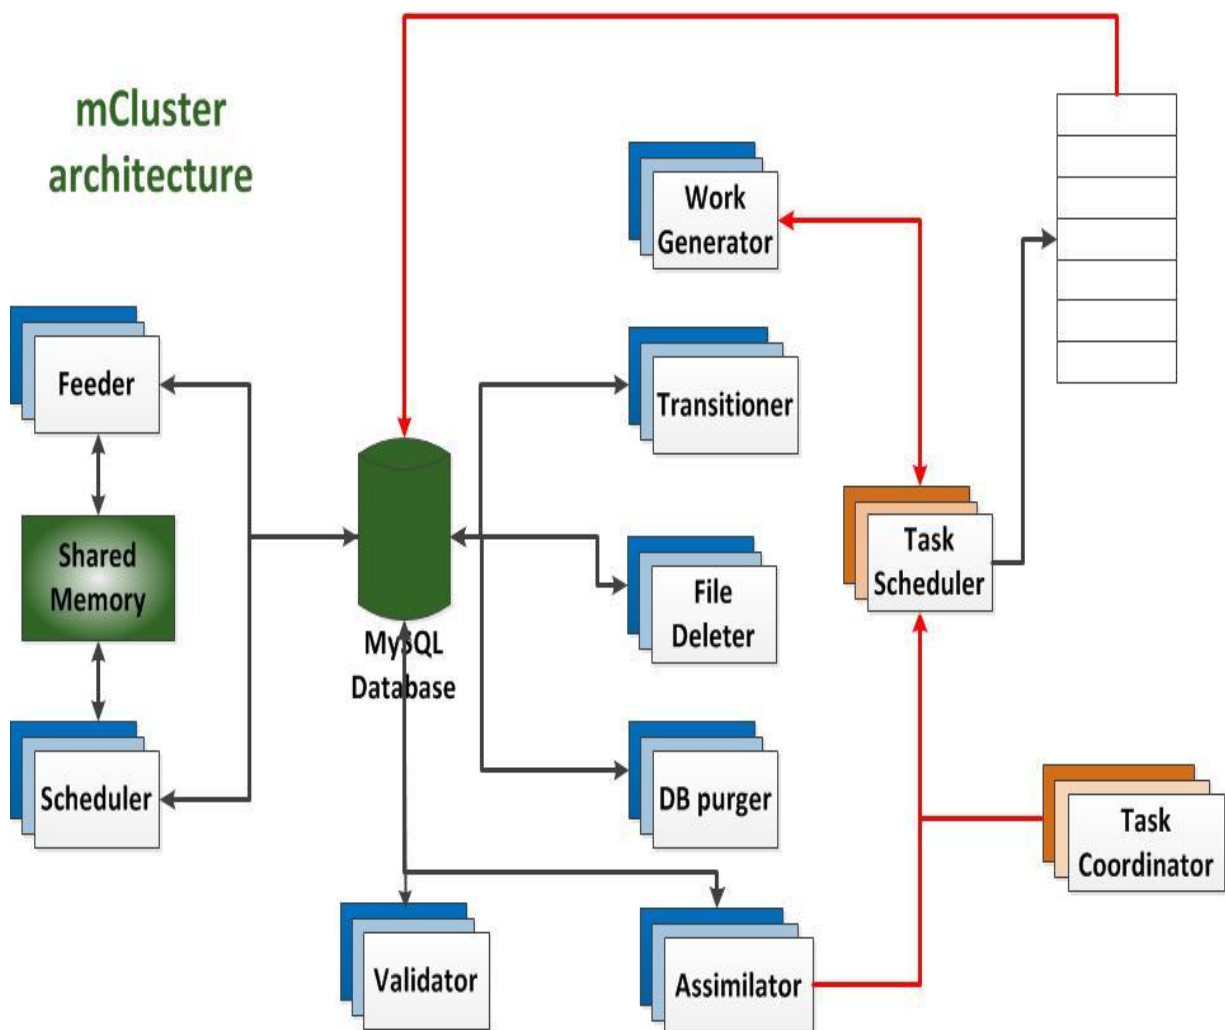 mCluster
architecture
Work
Generator
Feeder
Transitioner
Shared
Memory
Task
Scheduler
File
Deleter
MySQL
Database
Scheduler
DB purger
Task
Coordinator
Validator
Assimilator